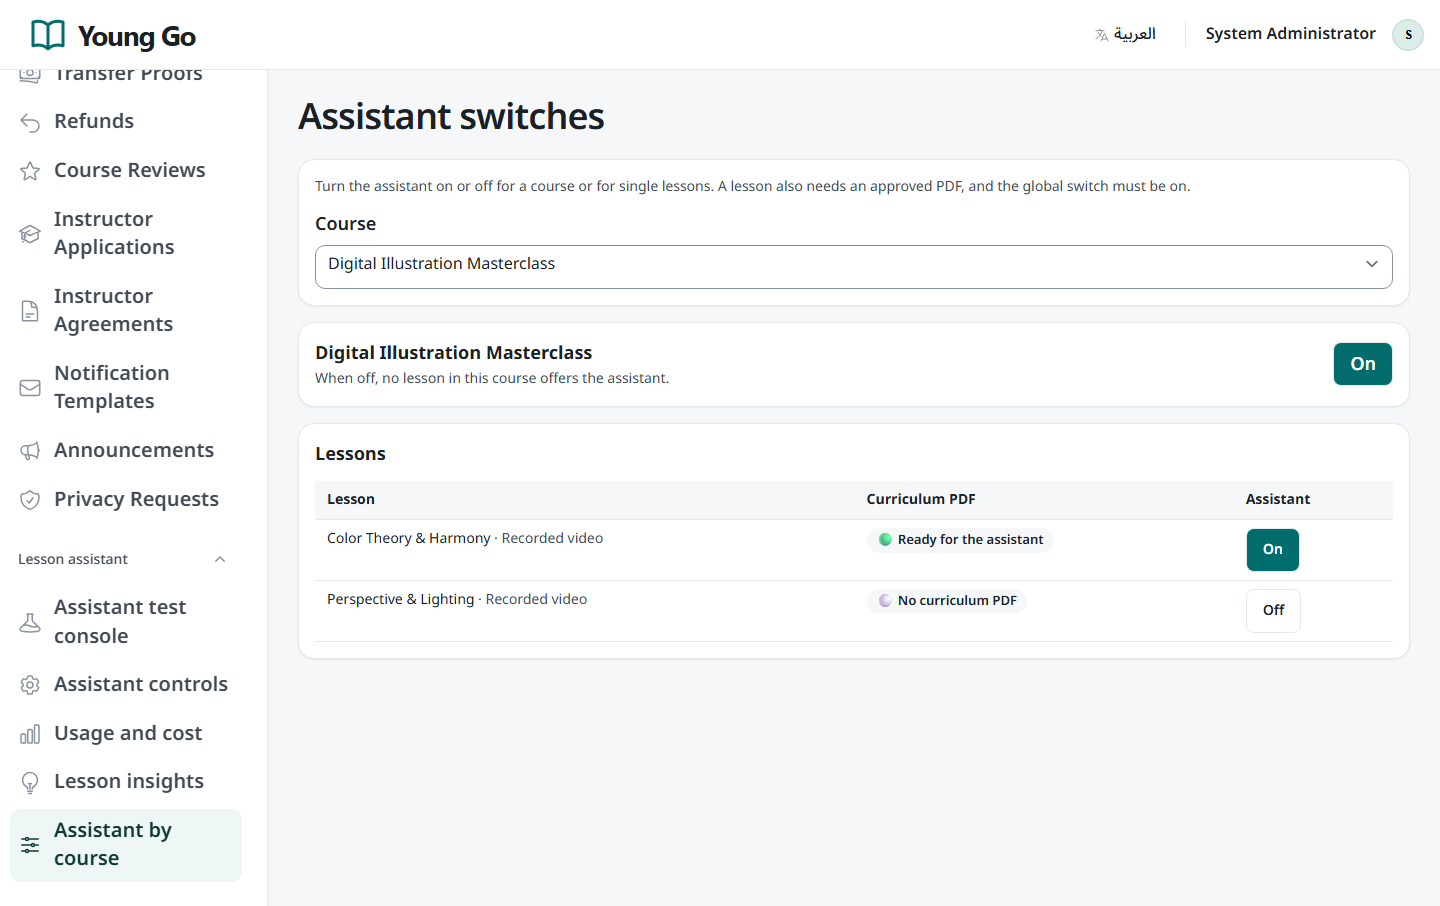 Young Go
العربية
System Administrator
S
Transfer Proofs
Refunds
Course Reviews
Instructor
Applications
Instructor
Agreements
Notification
Templates
Announcements
Privacy Requests
Lesson assistant
Assistant test
console
Assistant controls
Usage and cost
Lesson insights
Assistant by
course
Assistant switches
Turn the assistant on or off for a course or for single lessons. A lesson also needs an approved PDF, and the global switch must be on.
Course
Digital Illustration Masterclass
Digital Illustration Masterclass
When off, no lesson in this course offers the assistant.
On
Lessons
Lesson Curriculum PDF Assistant
Color Theory & Harmony · Recorded video Ready for the assistant On
Perspective & Lighting · Recorded video No curriculum PDF Off